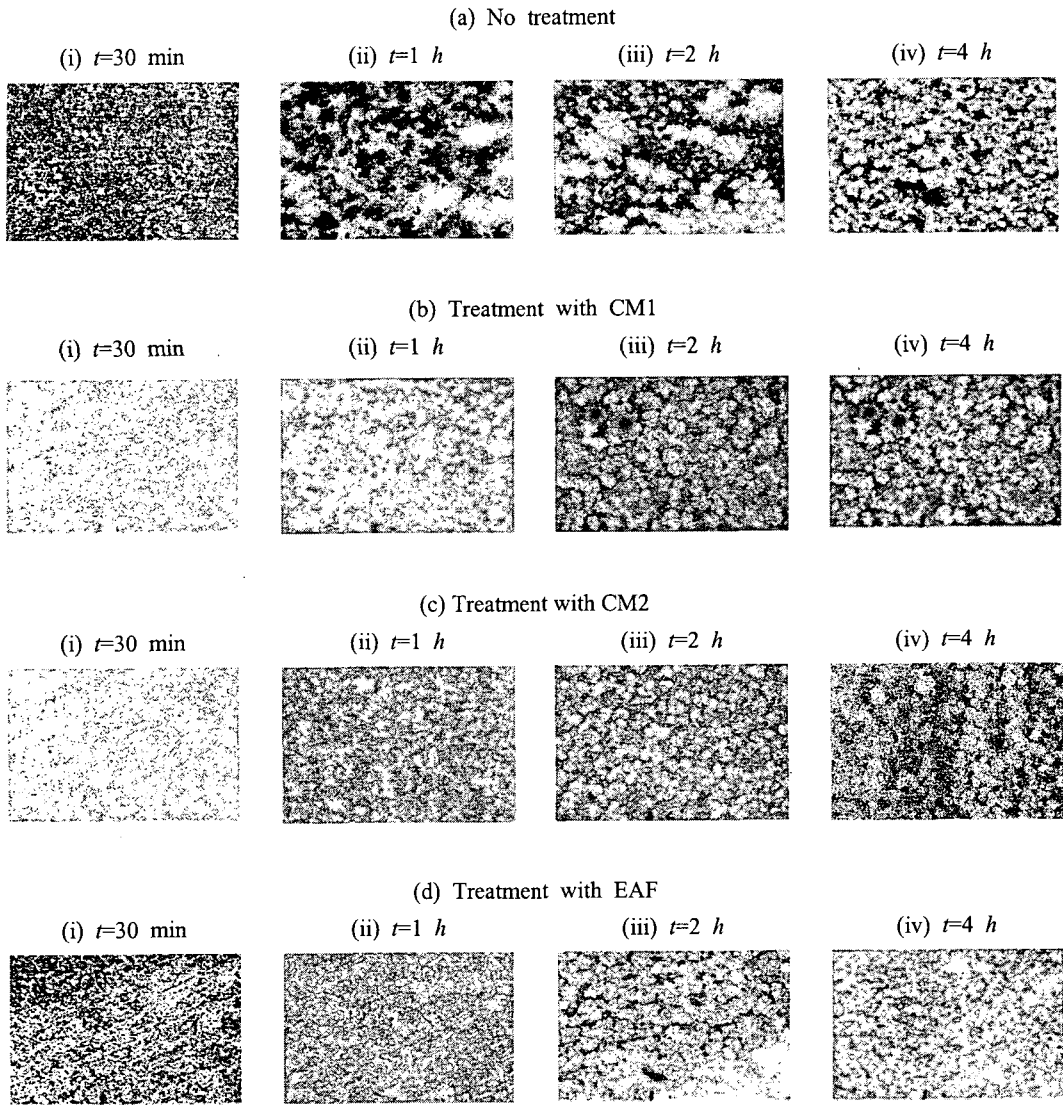 (a) No treatment
(i) t=30 min (ii) t=1 h (iii) t=2 h (iv) t=4 h
(b) Treatment with CM1
(i) t=30 min (ii) t=1 h (iii) t=2 h (iv) t=4 h
(c) Treatment with CM2
(i) t=30 min (ii) t=1 h (iii) t=2 h (iv) t=4 h
(d) Treatment with EAF
(i) t=30 min (ii) t=1 h (iii) t=2 h (iv) t=4 h